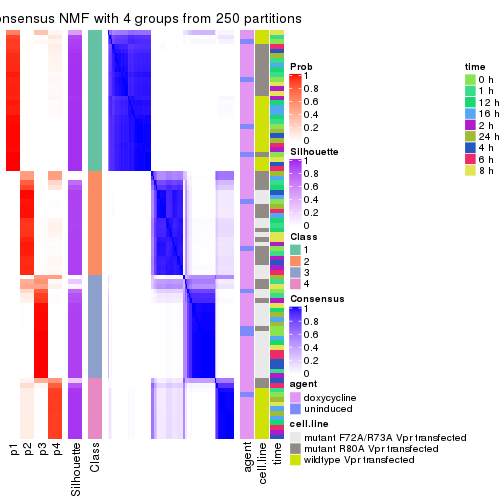 onsensus NMF with 4 groups from 250 partitions
Prob
1
0.8
0.6
0.4
0.2
0
Silhouette
1
0.8
0.6
0.4
0.2
0
Class
1
2
3
4
Consensus
1
0.8
0.6
0.4
0.2
0
agent
doxycycline
uninduced
cell.line
mutant F72A/R73A Vpr transfected
mutant R80A Vpr transfected
wildtype Vpr transfected
time
0 h
1 h
12 h
16 h
2 h
24 h
4 h
6 h
8 h
1
2
3
4
p1
p2
p3
p4
Silhouette
Class
agent
cell.line
time